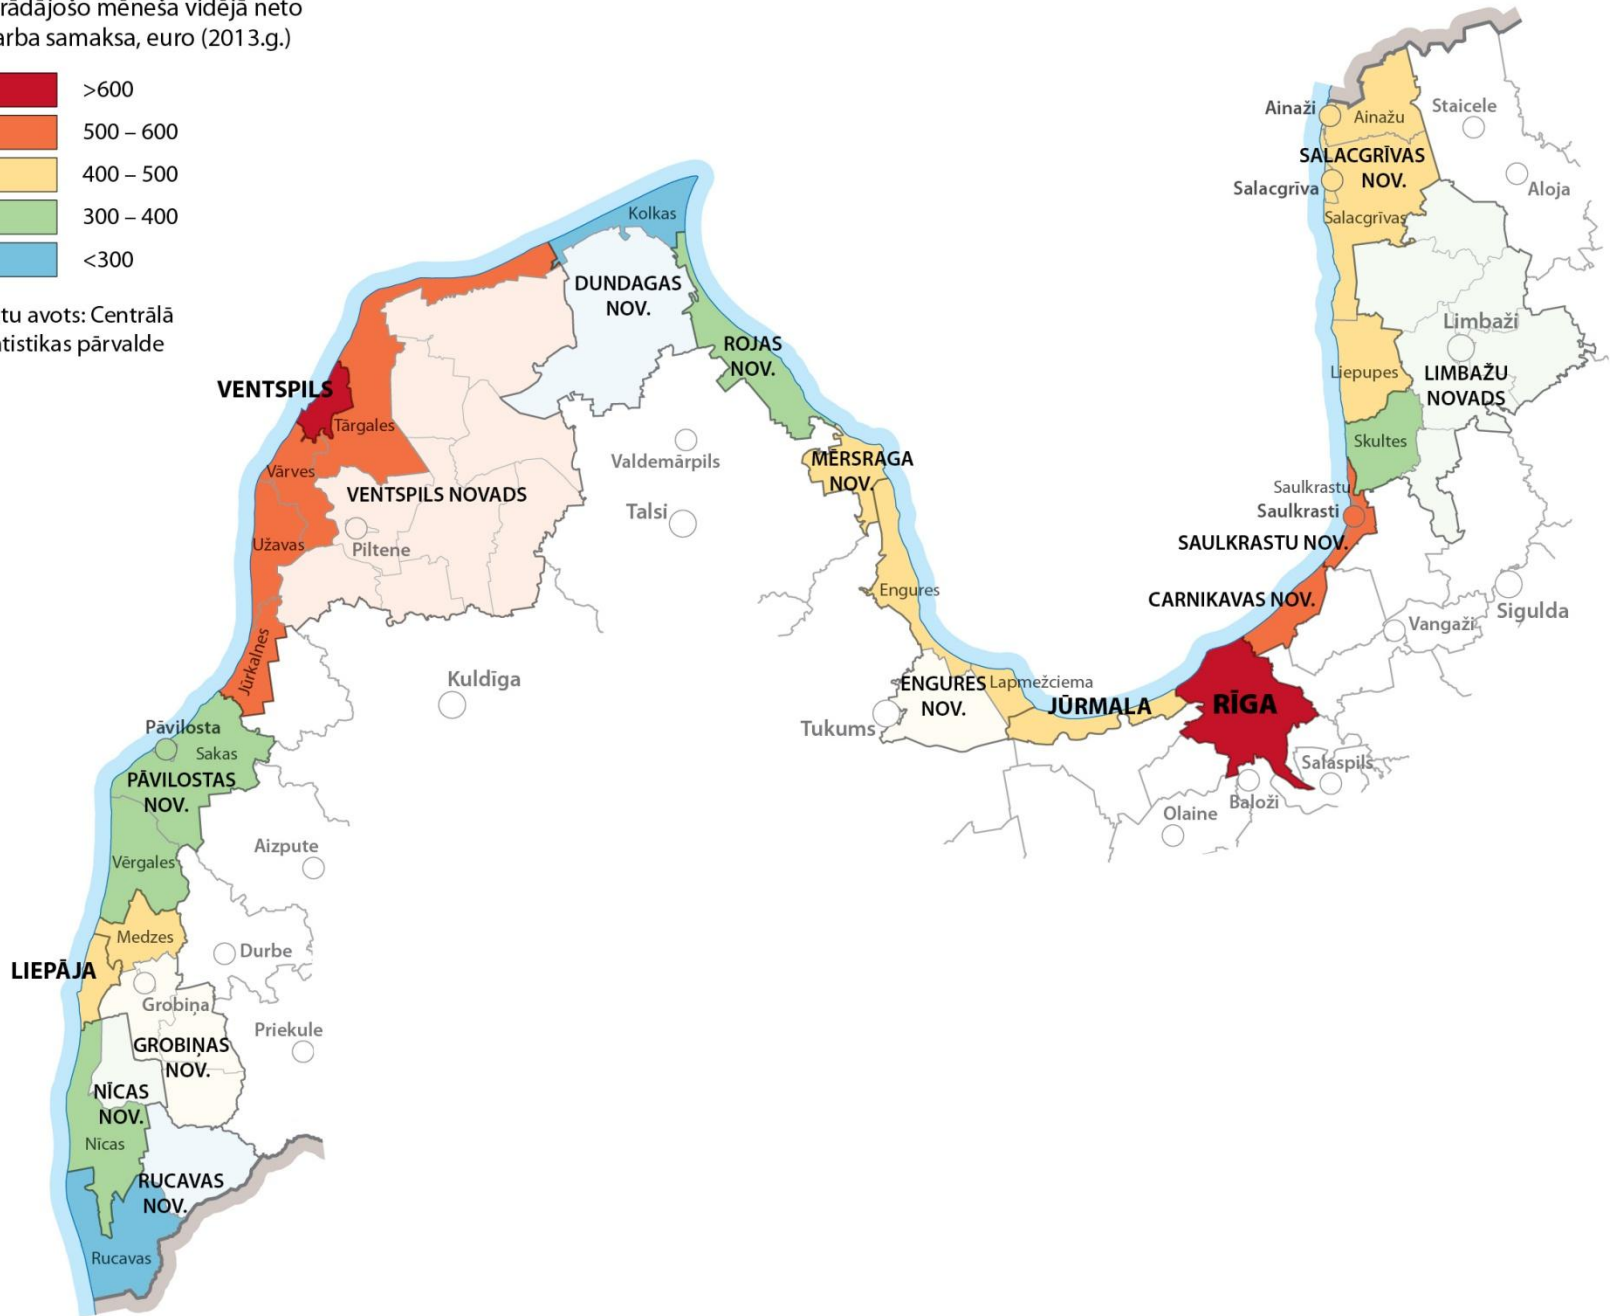 rādājošo mēneša vidējā neto
arba samaksa, euro (2013.g.)
>600
500 – 600
400 – 500
300 – 400
<300
tu avots: Centrālā
tistikas pārvalde
Ainaži
Ainažu
Staicele
SALACGRĪVAS
NOV.
Salacgrīva
Aloja
Salacgrīvas
Kolkas
DUNDAGAS
NOV.
Limbaži
ROJAS
NOV.
Liepupes
LIMBAŽU
NOVADS
VENTSPILS
Tārgales
Skultes
Valdemārpils
MĒRSRAGA
NOV.
Vārves
VENTSPILS NOVADS
Saulkrastu
Talsi
Saulkrasti
Užavas
Piltene
SAULKRASTU NOV.
Engures
CARNIKAVAS NOV.
Sigulda
Vangaži
Jūrkalnes
Kuldīga
ENGURES
NOV.
Lapmežciema
JŪRMALA
RĪGA
Tukums
Pāvilosta
Sakas
PĀVILOSTAS
NOV.
Salaspils
Baloži
Olaine
Aizpute
Vērgales
Medzes
Durbe
LIEPĀJA
Grobiņa
Priekule
GROBIŅAS
NOV.
NĪCAS
NOV.
Nīcas
RUCAVAS
NOV.
Rucavas